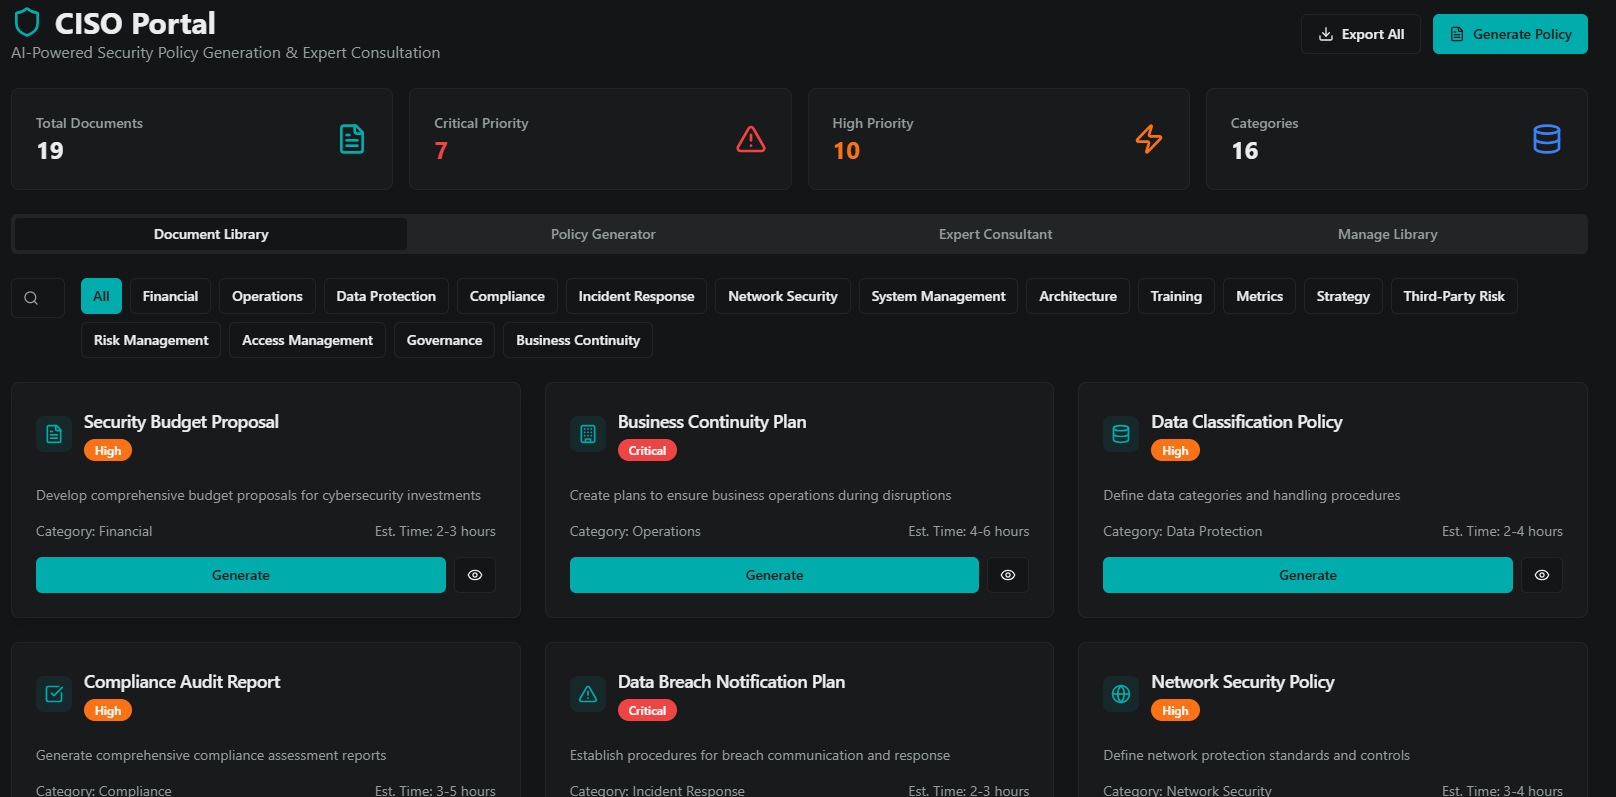 CISO Portal
AI-Powered Security Policy Generation & Expert Consultation
Export All
Generate Policy
Total Documents
19
Critical Priority
7
High Priority
10
Categories
16
Document Library
Policy Generator
Expert Consultant
Manage Library
All
Financial
Operations
Data Protection
Compliance
Incident Response
Network Security
System Management
Architecture
Training
Metrics
Strategy
Third-Party Risk
Risk Management
Access Management
Governance
Business Continuity
Security Budget Proposal
High
Develop comprehensive budget proposals for cybersecurity investments
Category: Financial
Est. Time: 2-3 hours
Generate
Business Continuity Plan
Critical
Create plans to ensure business operations during disruptions
Category: Operations
Est. Time: 4-6 hours
Generate
Data Classification Policy
High
Define data categories and handling procedures
Category: Data Protection
Est. Time: 2-4 hours
Generate
Compliance Audit Report
High
Generate comprehensive compliance assessment reports
Category: Compliance
Est. Time: 3-5 hours
Data Breach Notification Plan
Critical
Establish procedures for breach communication and response
Category: Incident Response
Est. Time: 2-3 hours
Network Security Policy
High
Define network protection standards and controls
Category: Network Security
Est. Time: 3-4 hours